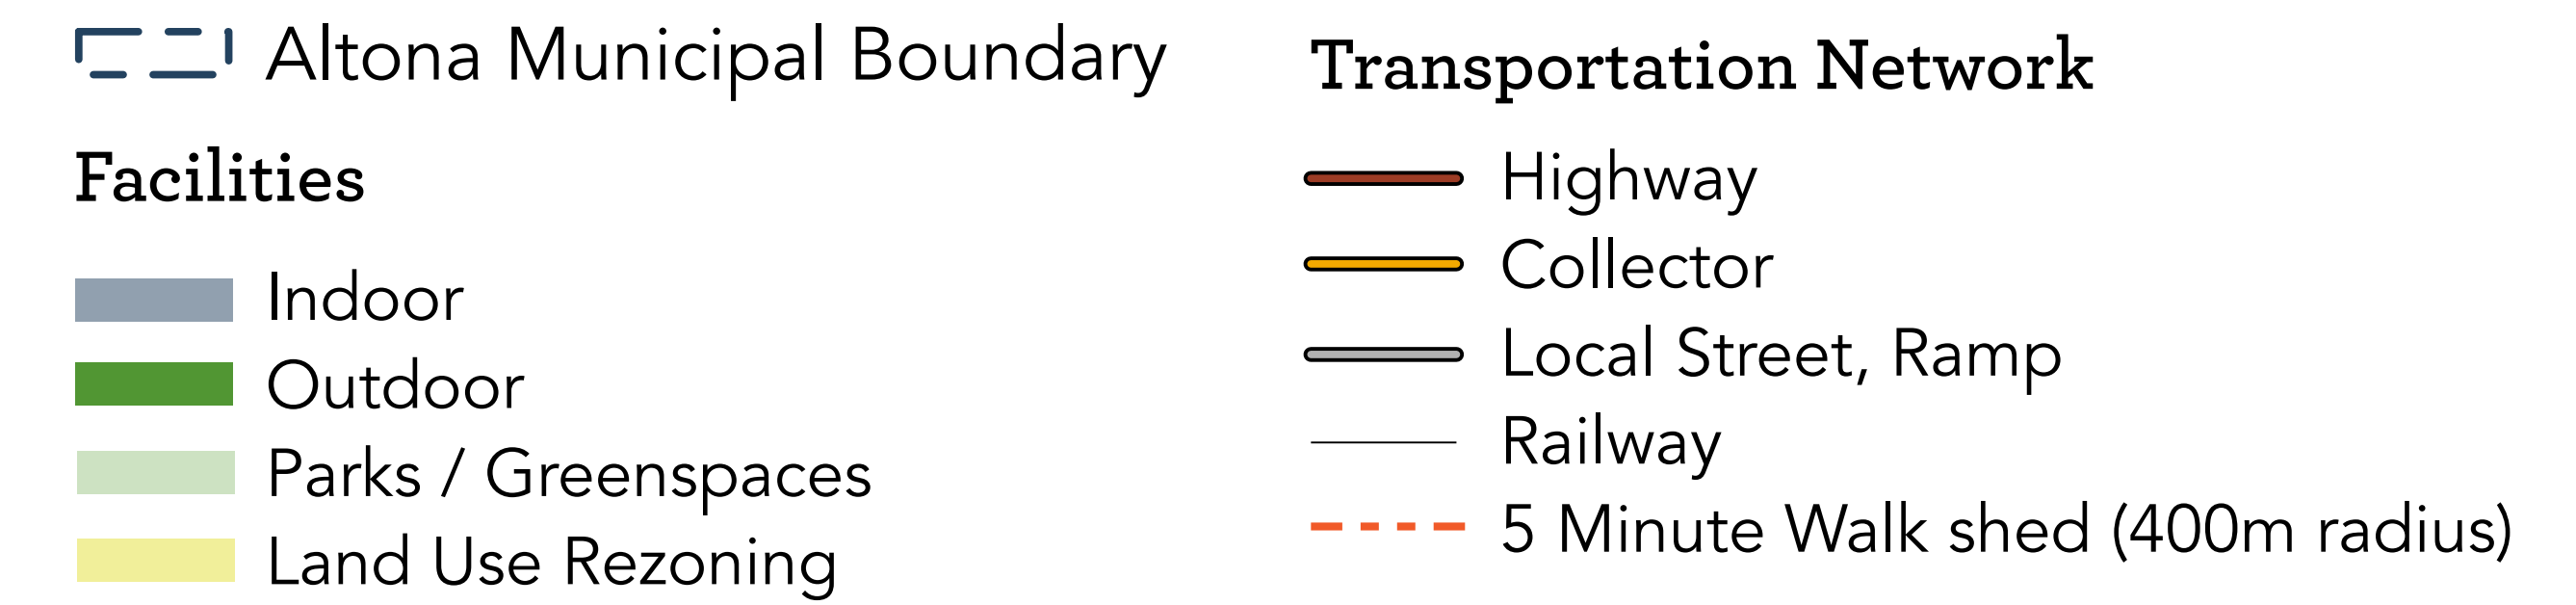 Altona Municipal Boundary
Facilities
Indoor
Outdoor
Parks / Greenspaces
Land Use Rezoning
Transportation Network
Highway
Collector
Local Street, Ramp
Railway
5 Minute Walk shed (400m radius)